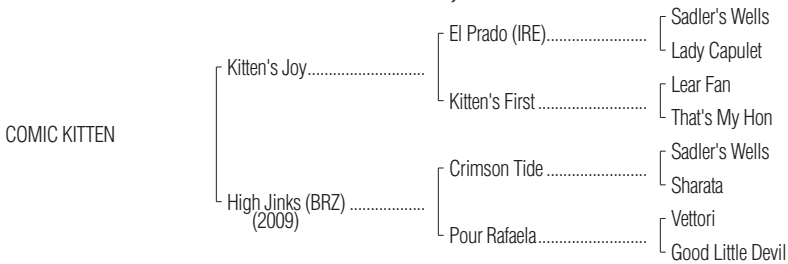 Sadler's Wells
El Prado (IRE)........................
Lady Capulet
Kitten's Joy............................
Lear Fan
Kitten's First ..........................
That's My Hon
COMIC KITTEN
Sadler's Wells
Crimson Tide ........................
Sharata
High Jinks (BRZ) ..................
(2009)
Vettori
Pour Rafaela..........................
Good Little Devil